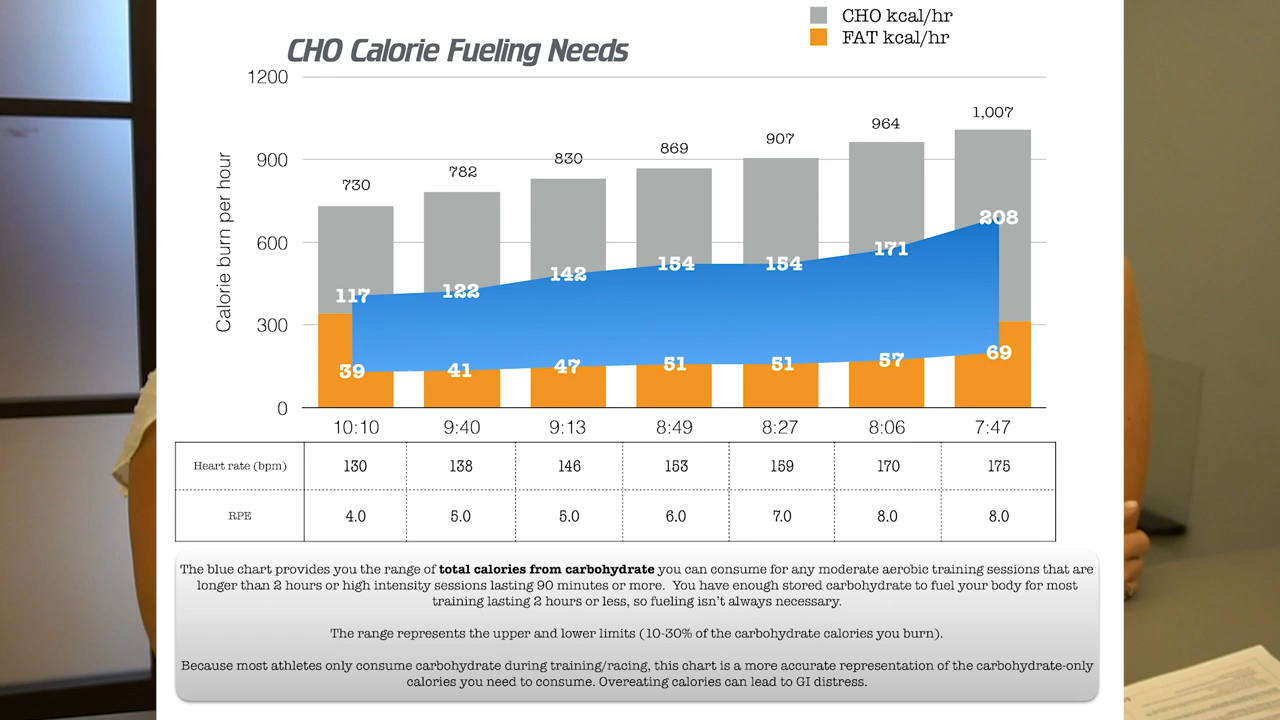 CHO kcal/hr
FAT kcal/hr
CHO Calorie Fueling Needs
1200
900
600
300
0
Calorie burn per hour
730 782 830 869 907 964 1,007
117 122 142 154 154 171 208
39 41 47 51 51 57 69
10:10 9:40 9:13 8:49 8:27 8:06 7:47
Heart rate (bpm) 130 138 146 153 159 170 175
RPE 4.0 5.0 5.0 6.0 7.0 8.0 8.0
The blue chart provides you the range of total calories from carbohydrate you can consume for any moderate aerobic training sessions that are
longer than 2 hours or high intensity sessions lasting 90 minutes or more. You have enough stored carbohydrate to fuel your body for most
training lasting 2 hours or less, so fueling isn't always necessary.
The range represents the upper and lower limits (10-30% of the carbohydrate calories you burn).
Because most athletes only consume carbohydrate during training/racing, this chart is a more accurate representation of the carbohydrate-only
calories you need to consume. Overeating calories can lead to GI distress.